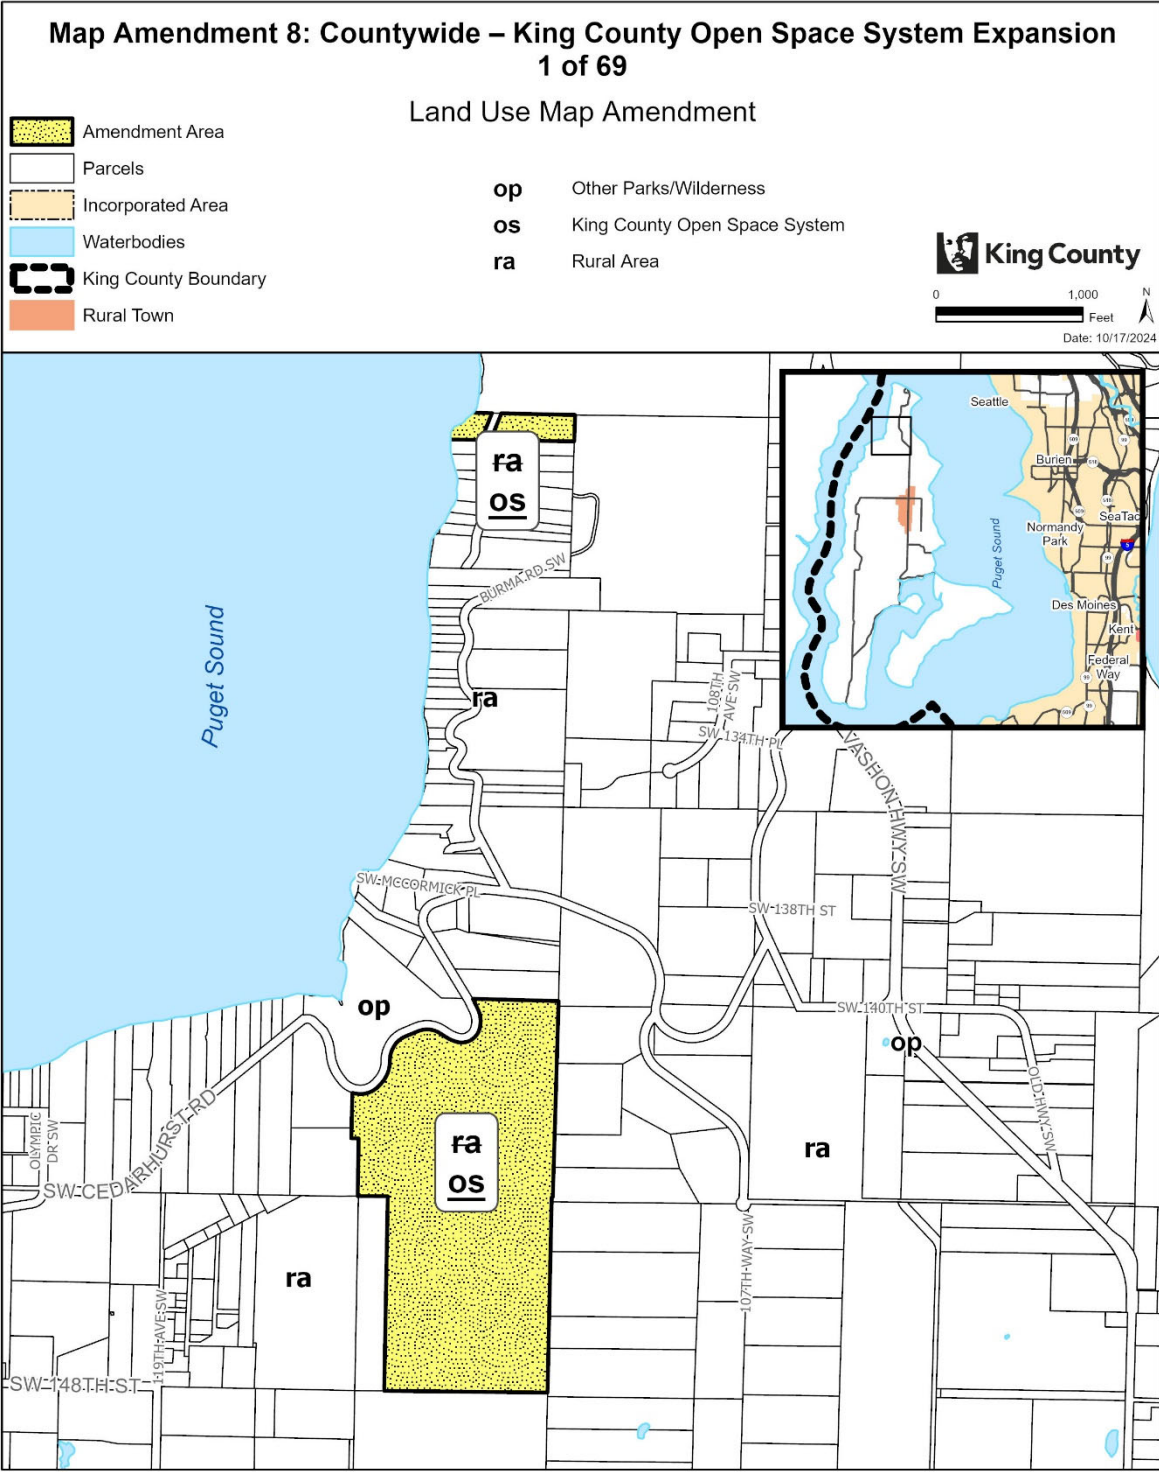 Map Amendment 8: Countywide – King County Open Space System Expansion
1 of 69
Land Use Map Amendment
Amendment Area
Parcels
Incorporated Area
Waterbodies
King County Boundary
Rural Town
op Other Parks/Wilderness
os King County Open Space System
ra Rural Area
King County
0 1,000
Feet
N
Date: 10/17/2024
Seattle
Burien
SeaTac
Normandy
Park
Puget Sound
Des Moines
Kent
Federal
Way
509
518
99
5
ra
os
BURMA RD SW
Puget Sound
ra
108TH
AVE SW
SW 134TH PL
VASHON HWY SW
SW MCCORMICK PL
SW 138TH ST
op
SW 140TH ST
op
OLD HWY SW
OLYMPIC
DR SW
SW CEDARHURST RD
ra
os
ra
107TH WAY SW
ra
119TH AVE SW
SW 148TH ST